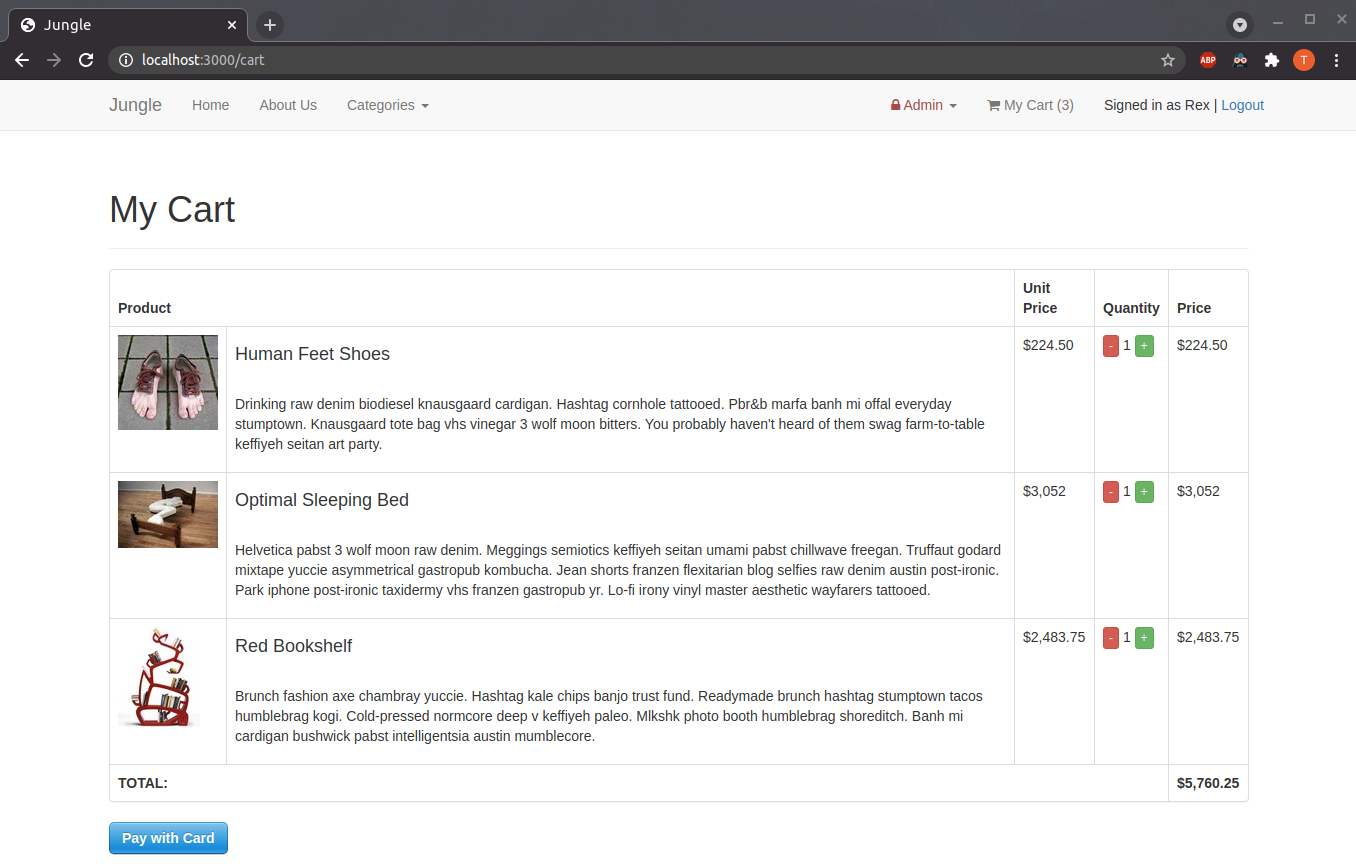 Jungle
localhost:3000/cart
ABP
T
Jungle Home About Us Categories Admin My Cart (3) Signed in as Rex | Logout
My Cart
Product Unit Price Quantity Price
Human Feet Shoes $224.50 - 1 + $224.50
Drinking raw denim biodiesel knausgaard cardigan. Hashtag cornhole tattooed. Pbr&b marfa banh mi offal everyday
stumptown. Knausgaard tote bag vhs vinegar 3 wolf moon bitters. You probably haven't heard of them swag farm-to-table
keffiyeh seitan art party.
Optimal Sleeping Bed $3,052 - 1 + $3,052
Helvetica pabst 3 wolf moon raw denim. Meggings semiotics keffiyeh seitan umami pabst chillwave freegan. Truffaut godard
mixtape yuccie asymmetrical gastropub kombucha. Jean shorts franzen flexitarian blog selfies raw denim austin post-ironic.
Park iphone post-ironic taxidermy vhs franzen gastropub yr. Lo-fi irony vinyl master aesthetic wayfarers tattooed.
Red Bookshelf $2,483.75 - 1 + $2,483.75
Brunch fashion axe chambray yuccie. Hashtag kale chips banjo trust fund. Readymade brunch hashtag stumptown tacos
humblebrag kogi. Cold-pressed normcore deep v keffiyeh paleo. Mlkshk photo booth humblebrag shoreditch. Banh mi
cardigan bushwick pabst intelligentsia austin mumblecore.
TOTAL: $5,760.25
Pay with Card